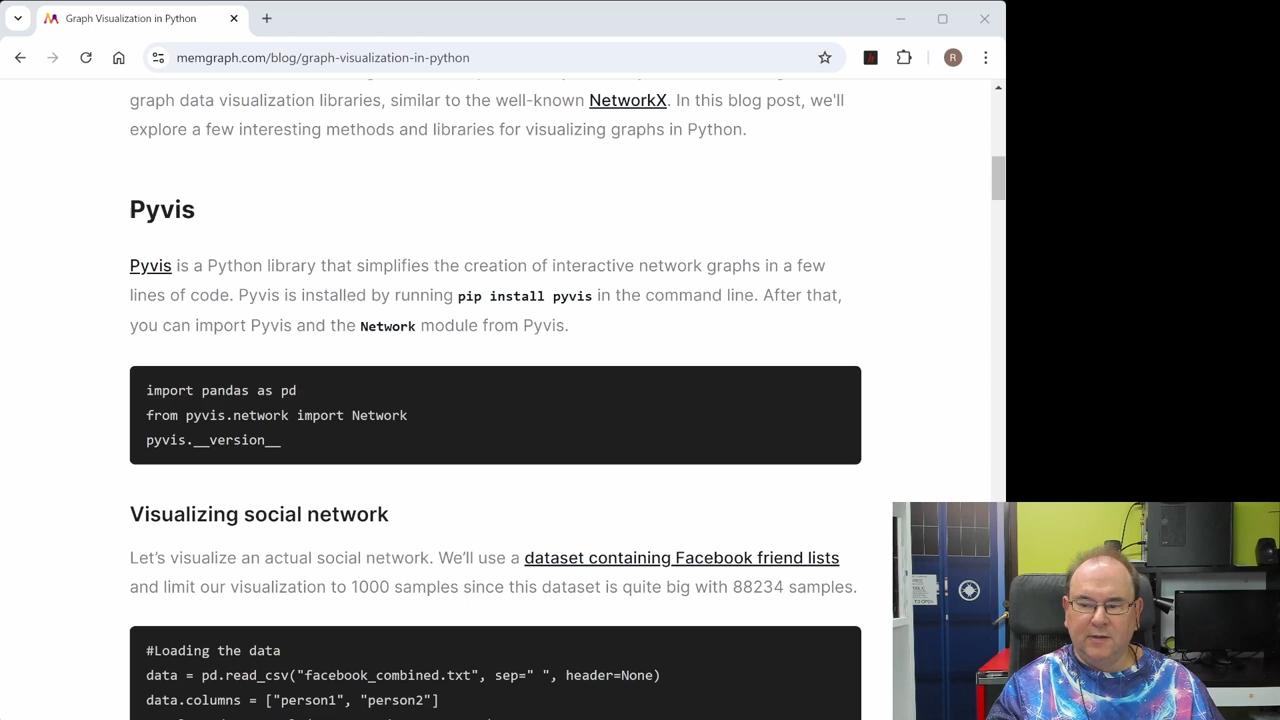 Graph Visualization in Python
memgraph.com/blog/graph-visualization-in-python
R
graph data visualization libraries, similar to the well-known NetworkX. In this blog post, we'll
explore a few interesting methods and libraries for visualizing graphs in Python.
Pyvis
Pyvis is a Python library that simplifies the creation of interactive network graphs in a few
lines of code. Pyvis is installed by running pip install pyvis in the command line. After that,
you can import Pyvis and the Network module from Pyvis.
import pandas as pd
from pyvis.network import Network
pyvis.__version__
Visualizing social network
Let’s visualize an actual social network. We’ll use a dataset containing Facebook friend lists
and limit our visualization to 1000 samples since this dataset is quite big with 88234 samples.
#Loading the data
data = pd.read_csv("facebook_combined.txt", sep=" ", header=None)
data.columns = ["person1", "person2"]
TO OPEN